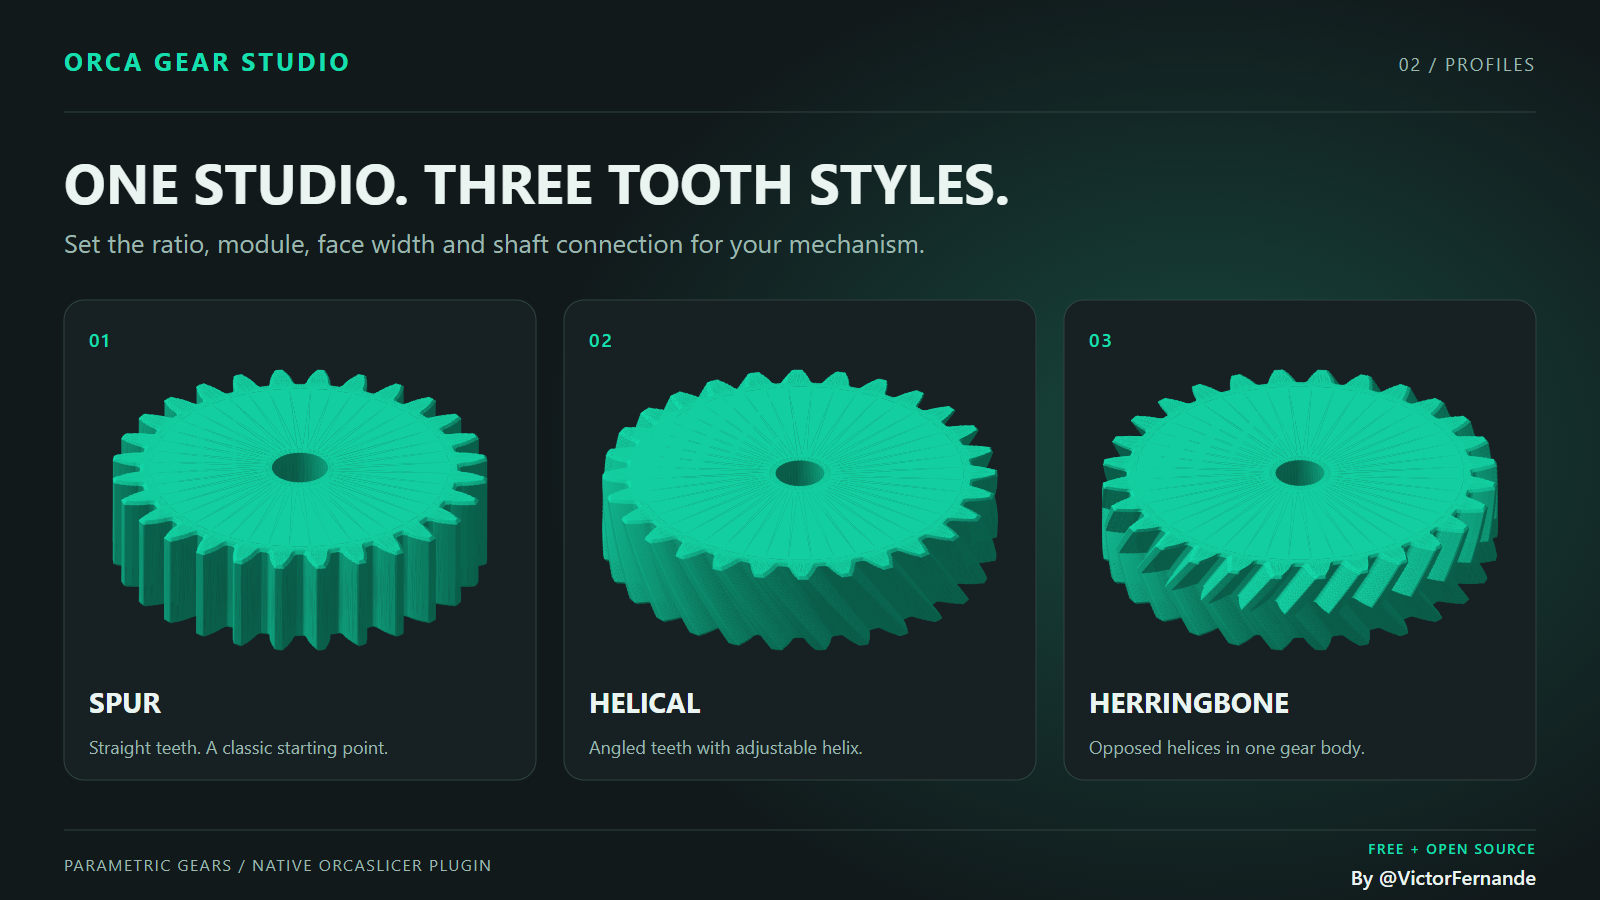 ORCA GEAR STUDIO
02 / PROFILES
ONE STUDIO. THREE TOOTH STYLES.
Set the ratio, module, face width and shaft connection for your mechanism.
01
SPUR
Straight teeth. A classic starting point.
02
HELICAL
Angled teeth with adjustable helix.
03
HERRINGBONE
Opposed helices in one gear body.
PARAMETRIC GEARS / NATIVE ORCASLICER PLUGIN
FREE + OPEN SOURCE
By @VictorFernande